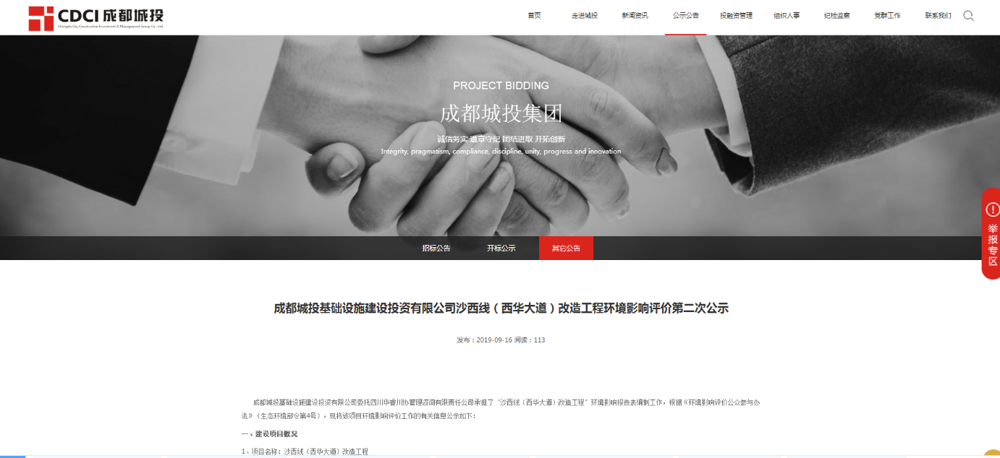 CDCI 成都城投
Chengdu City Construction Investment & Management Group Co., Ltd
首页 走进城投 新闻资讯 公示公告 投融资管理 组织人事 纪检监察 党群工作 联系我们
PROJECT BIDDING
成都城投集团
诚信务实 遵章守纪 团结进取 开拓创新
Integrity, pragmatism, compliance, discipline, unity, progress and innovation
举报专区
招标公告 开标公示 其它公告
成都城投基础设施建设投资有限公司沙西线（西华大道）改造工程环境影响评价第二次公示
发布：2019-09-16 阅读：113
成都城投基础设施建设投资有限公司委托四川华睿川协管理咨询有限责任公司承担了“沙西线（西华大道）改造工程”环境影响报告表编制工作，根据《环境影响评价公众参与办
法》（生态环境部令第4号），现将该项目环境影响评价工作的有关信息公示如下：
一、建设项目概况
1、项目名称：沙西线（西华大道）改造工程